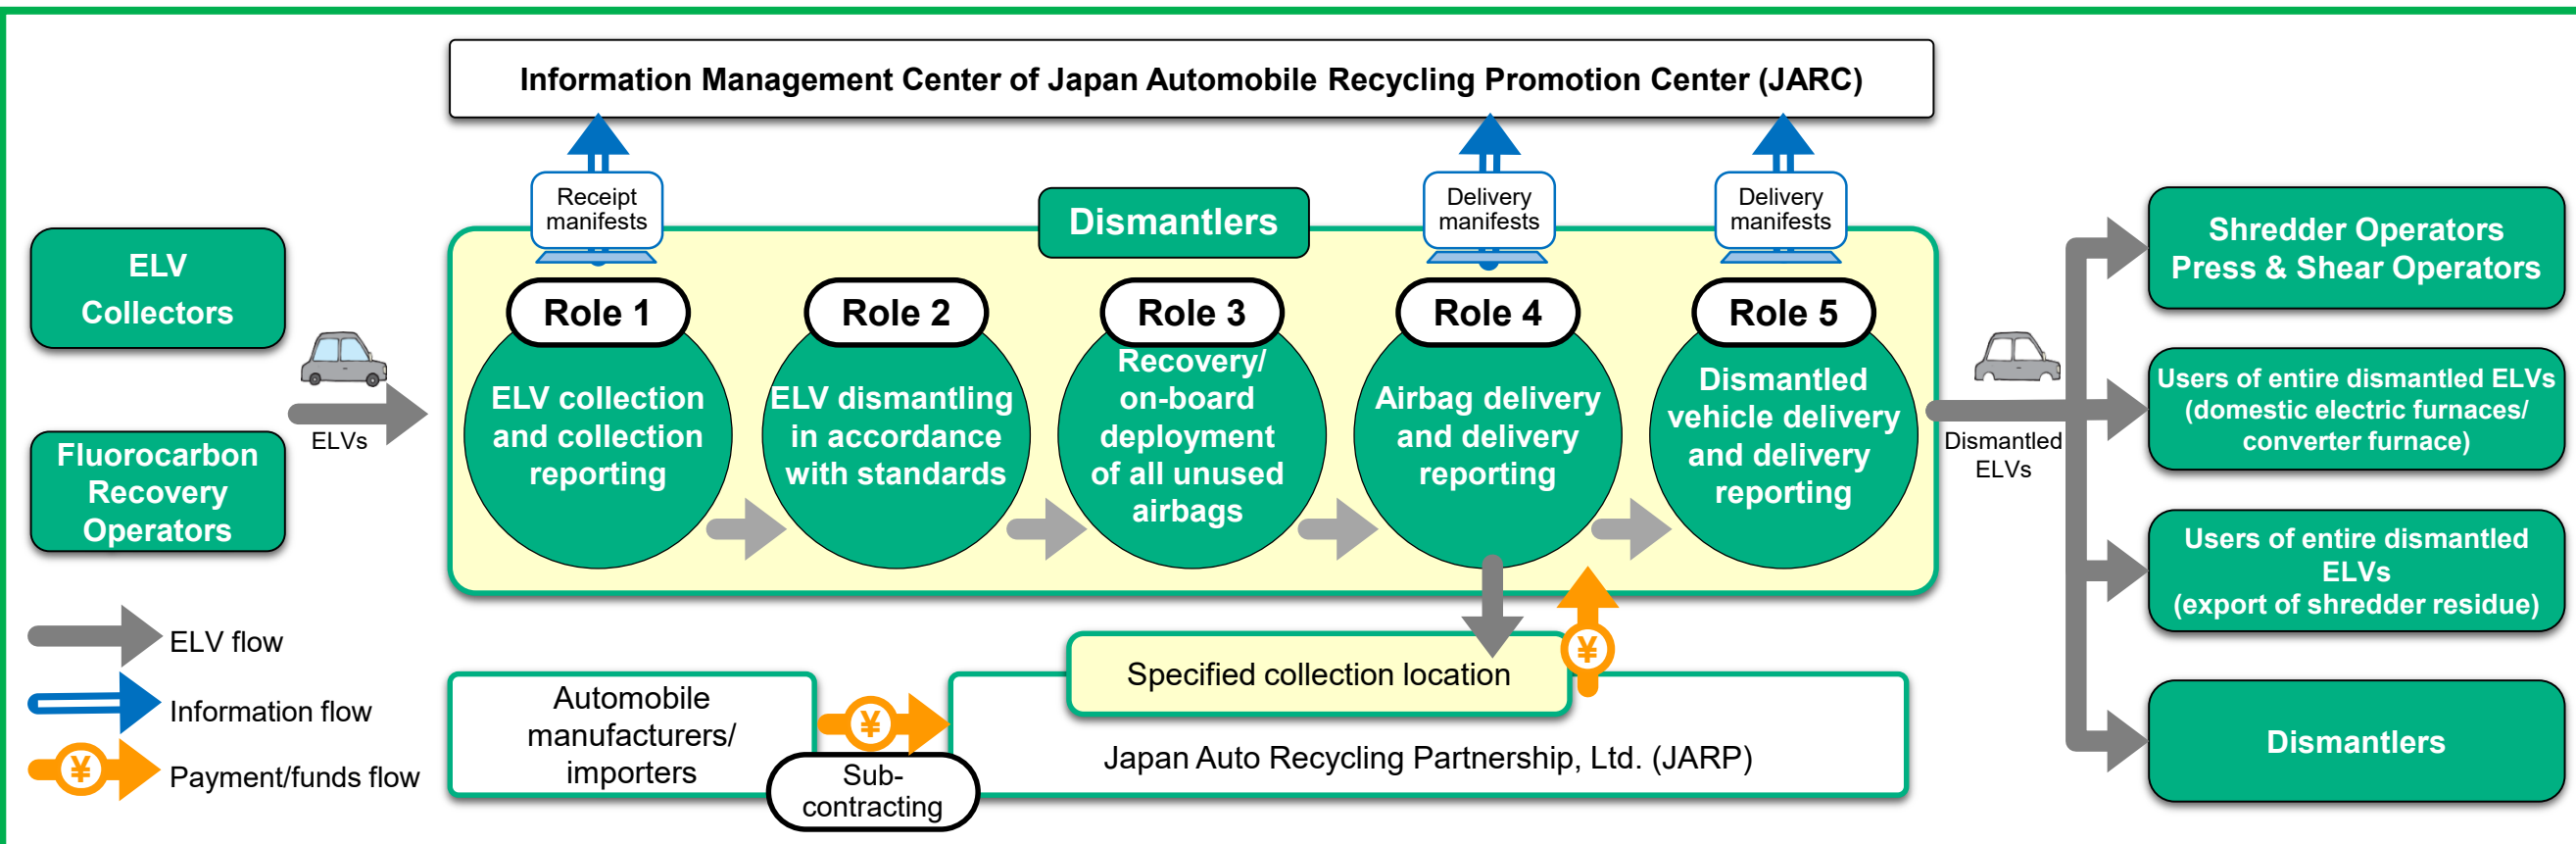 Information Management Center of Japan Automobile Recycling Promotion Center (JARC)
Receipt
manifests
Delivery
manifests
Delivery
manifests
Dismantlers
ELV
Collectors
Fluorocarbon
Recovery
Operators
ELVs
Role 1
ELV collection
and collection
reporting
Role 2
ELV dismantling
in accordance
with standards
Role 3
Recovery/
on-board
deployment
of all unused
airbags
Role 4
Airbag delivery
and delivery
reporting
Role 5
Dismantled
vehicle delivery
and delivery
reporting
Dismantled
ELVs
Shredder Operators
Press & Shear Operators
Users of entire dismantled ELVs
(domestic electric furnaces/
converter furnace)
Users of entire dismantled
ELVs
(export of shredder residue)
Dismantlers
ELV flow
Information flow
¥
Payment/funds flow
Automobile
manufacturers/
importers
¥
Sub-
contracting
Specified collection location
¥
Japan Auto Recycling Partnership, Ltd. (JARP)